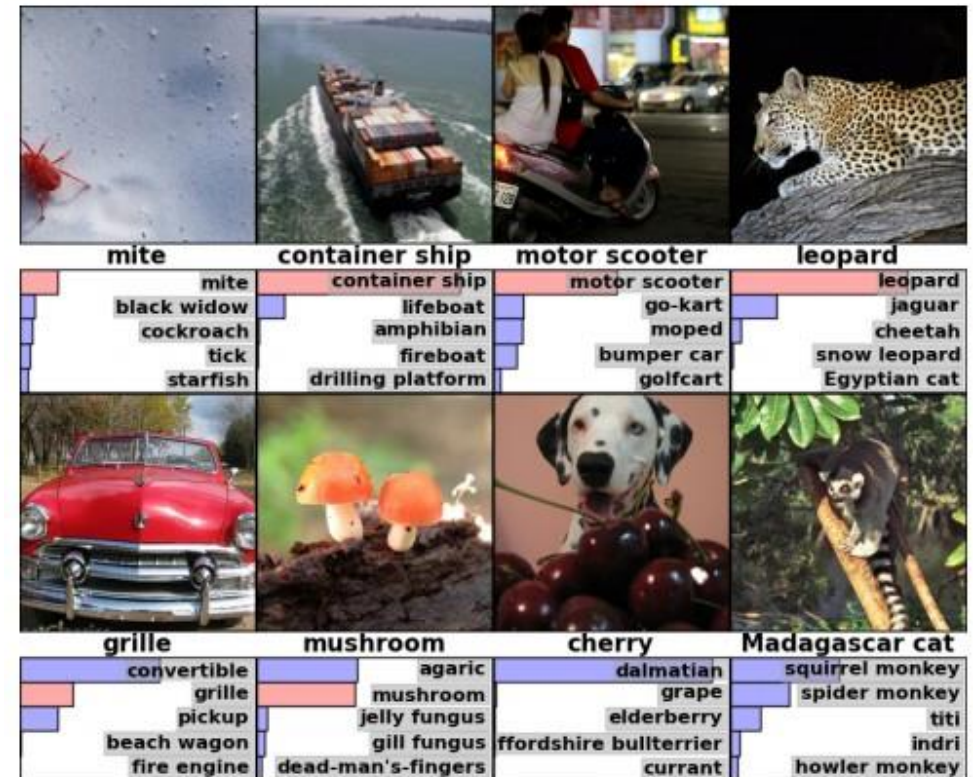 mite
container ship
motor scooter
leopard
mite
black widow
cockroach
tick
starfish
container ship
lifeboat
amphibian
fireboat
drilling platform
motor scooter
go-kart
moped
bumper car
golfcart
leopard
jaguar
cheetah
snow leopard
Egyptian cat
grille
mushroom
cherry
Madagascar cat
convertible
grille
pickup
beach wagon
fire engine
agaric
mushroom
jelly fungus
gill fungus
dead-man's-fingers
dalmatian
grape
elderberry
ffordshire bullterrier
currant
squirrel monkey
spider monkey
titi
indri
howler monkey